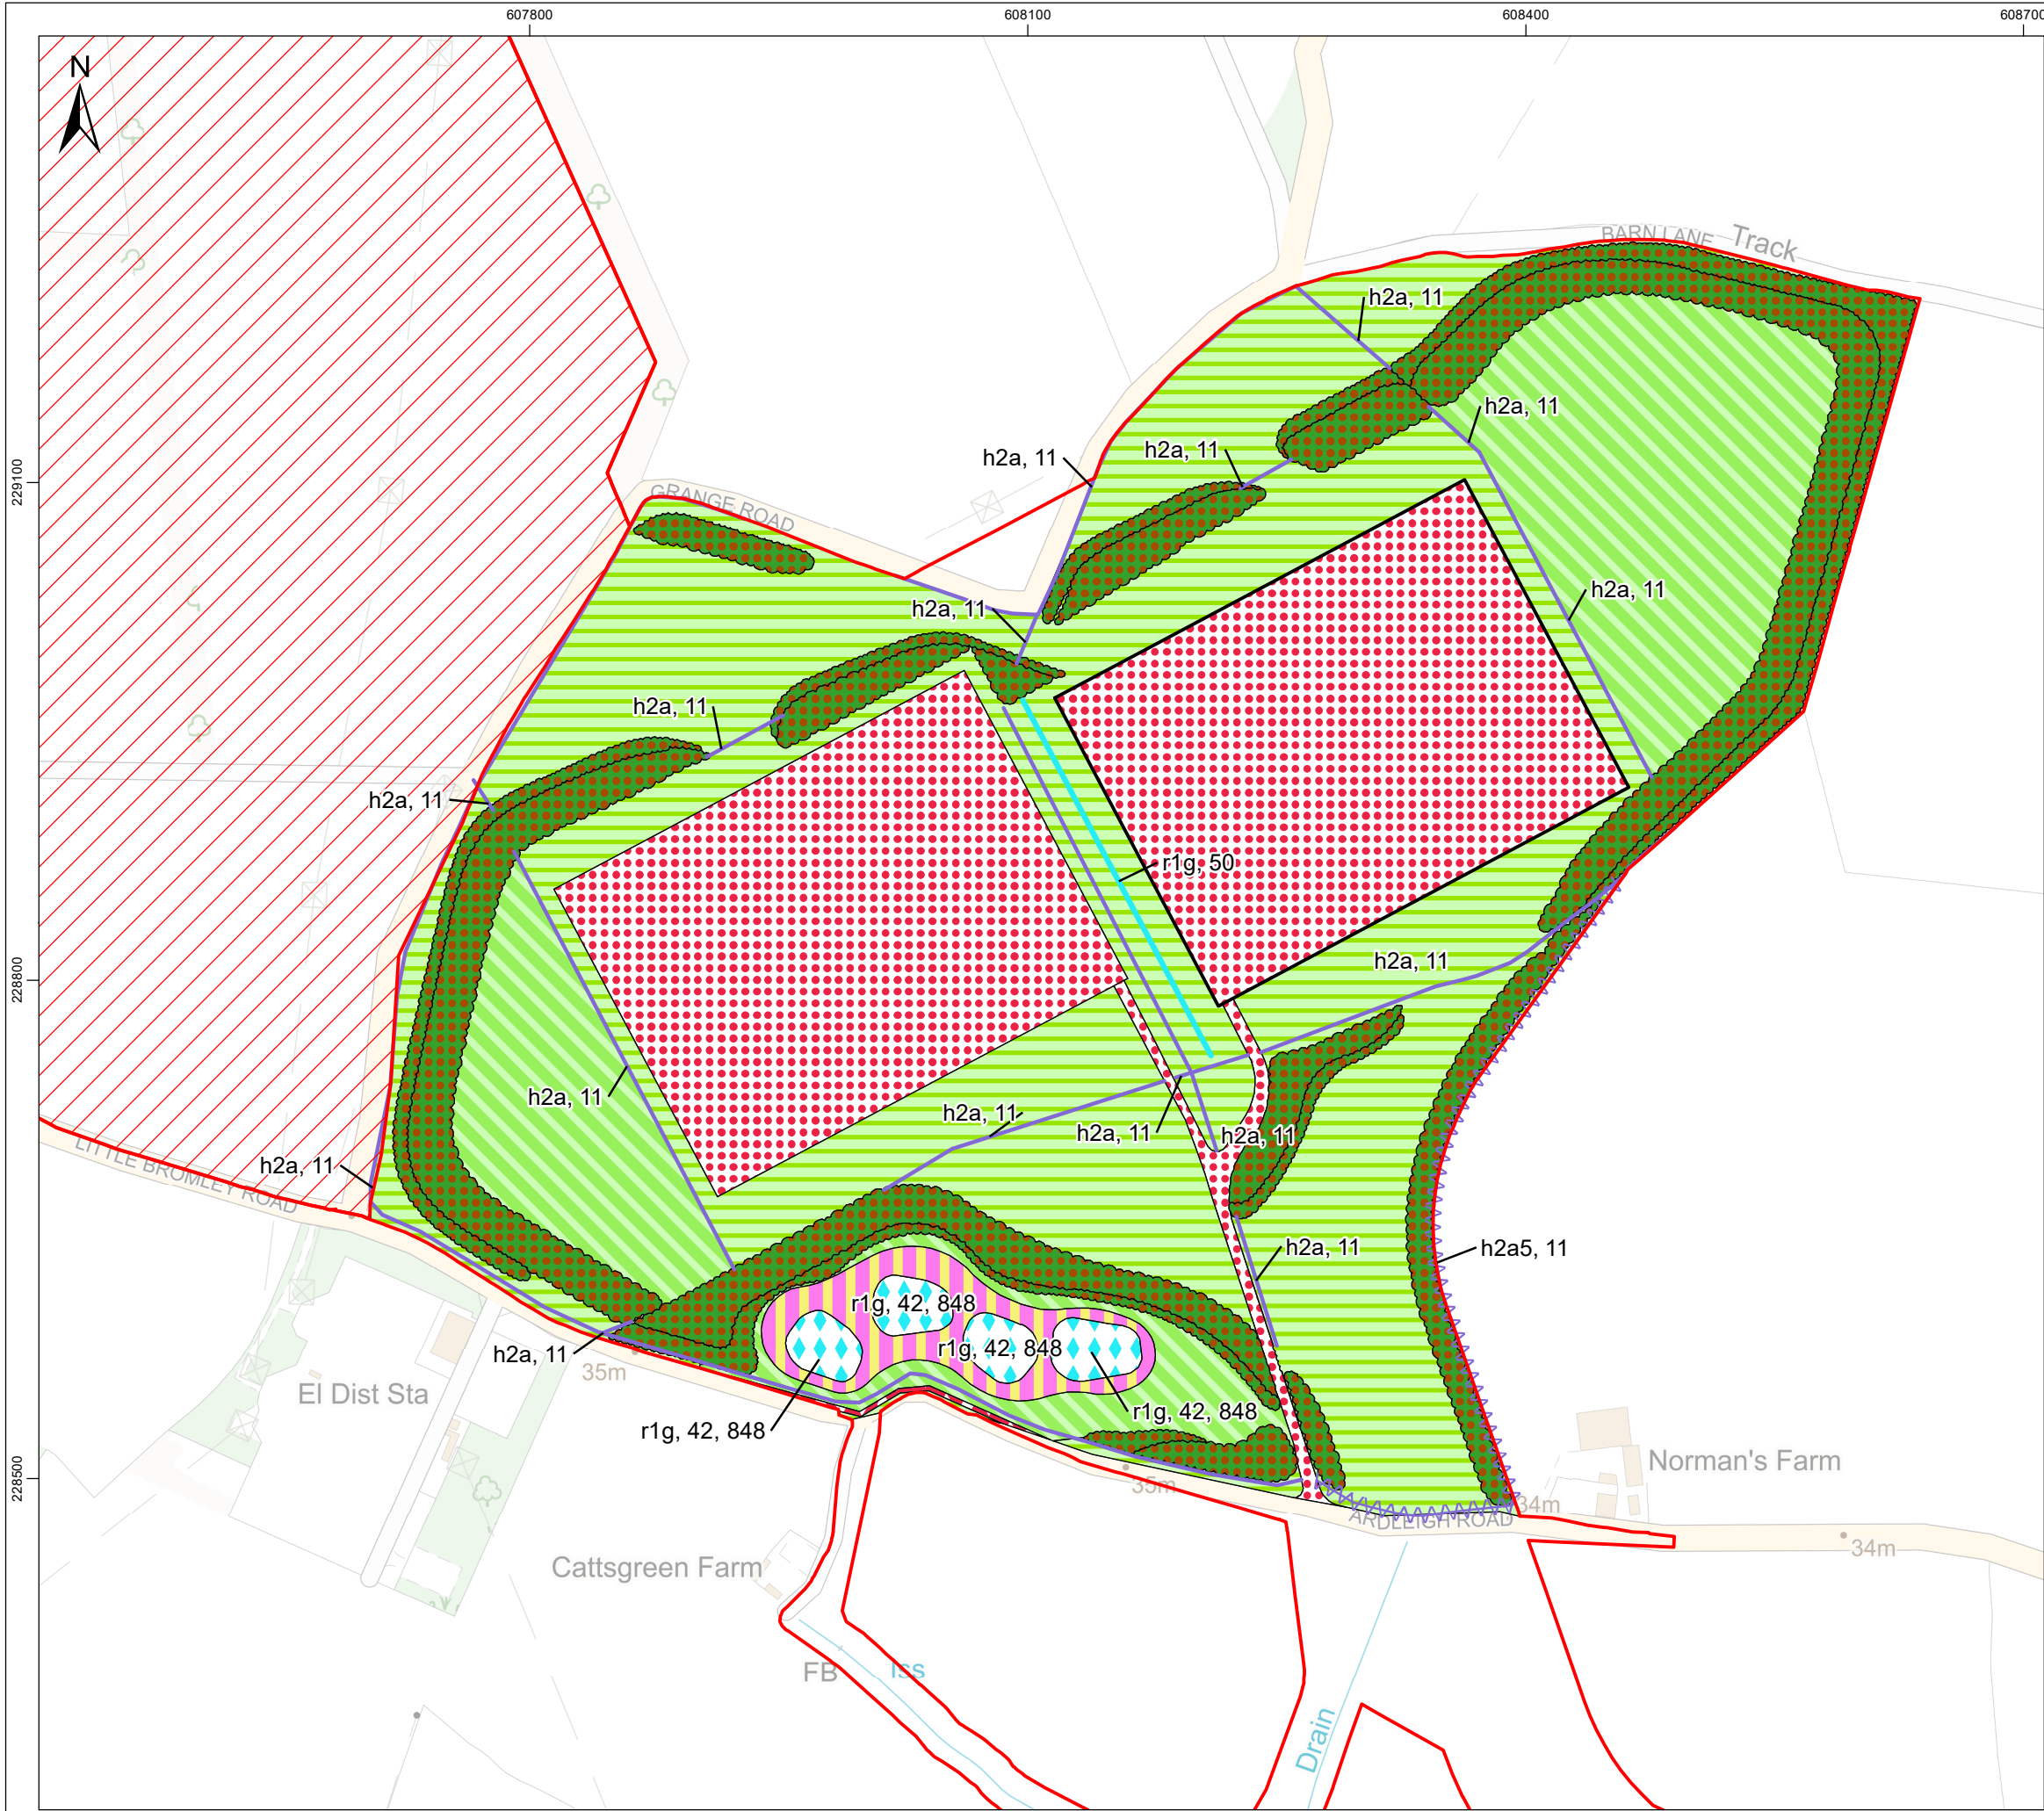 607800
608100
608400
608700
N
BARN LANE
Track
h2a, 11
h2a, 11
h2a, 11
h2a, 11
229100
GRANGE ROAD
h2a, 11
h2a, 11
h2a, 11
h2a, 11
r1g, 50
h2a, 11
228800
h2a, 11
h2a, 11
h2a, 11
h2a, 11
LITTLE BROMLEY ROAD
h2a, 11
h2a, 11
h2a5, 11
r1g, 42, 848
r1g, 42, 848
h2a, 11
35m
El Dist Sta
r1g, 42, 848
r1g, 42, 848
Norman's Farm
228500
35m
34m
ARDLEIGH ROAD
34m
Cattsgreen Farm
FB
Iss
Drain